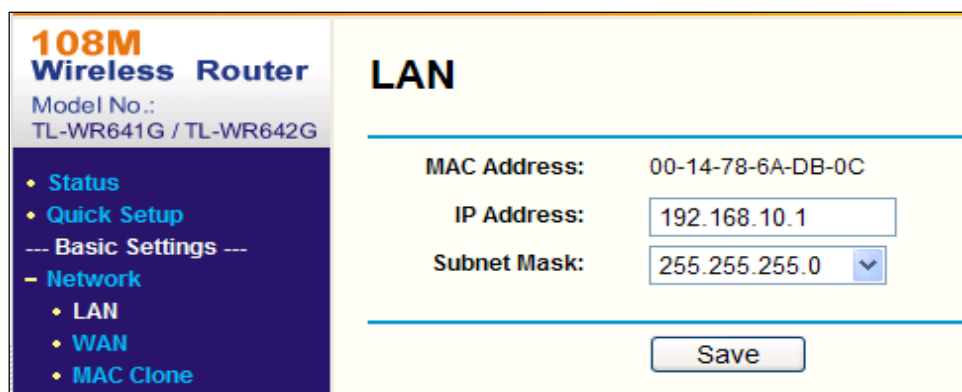 108M
Wireless Router
Model No.:
TL-WR641G / TL-WR642G
• Status
• Quick Setup
--- Basic Settings ---
– Network
• LAN
• WAN
• MAC Clone
LAN
MAC Address: 00-14-78-6A-DB-0C
IP Address: 192.168.10.1
Subnet Mask: 255.255.255.0
Save